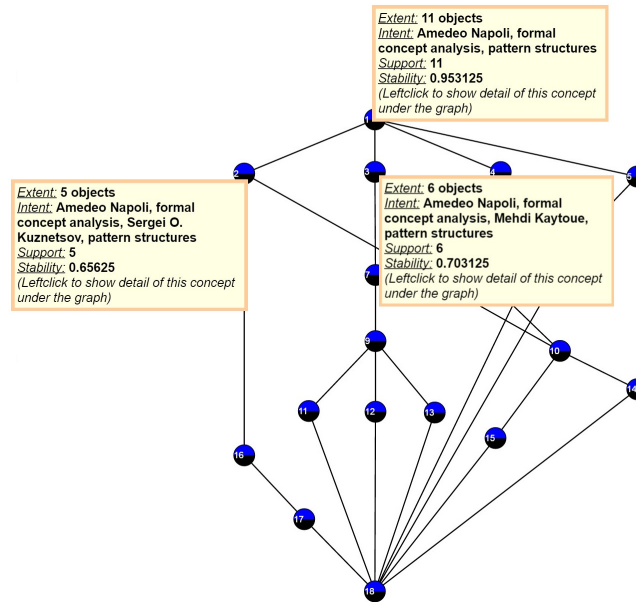 Extent: 11 objects
Intent: Amedeo Napoli, formal
concept analysis, pattern structures
Support: 11
Stability: 0.953125
(Leftclick to show detail of this concept
under the graph)
1
2
3
4
5
Extent: 5 objects
Intent: Amedeo Napoli, formal
concept analysis, Sergei O.
Kuznetsov, pattern structures
Support: 5
Stability: 0.65625
(Leftclick to show detail of this concept
under the graph)
Extent: 6 objects
Intent: Amedeo Napoli, formal
concept analysis, Mehdi Kaytoue,
pattern structures
Support: 6
Stability: 0.703125
(Leftclick to show detail of this concept
under the graph)
7
9
10
14
11
12
13
15
16
17
18